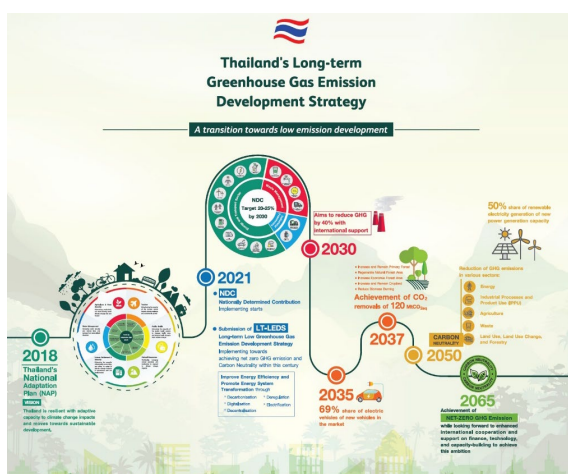 Thailand's Long-term
Greenhouse Gas Emission
Development Strategy
A transition towards low emission development
2018
Thailand's
National
Adaptation
Plan (NAP)
VISION
Thailand is resilient with adaptive
capacity to climate change impacts
and moves towards sustainable
development.
NDC
Target 20-25%
by 2030
2021
NDC
Nationally Determined Contribution
Implementing starts
Submission of LT-LEDS
Long-Term Low Greenhouse Gas
Emission Development Strategy
Implementing towards
achieving net zero GHG emission and
Carbon Neutrality within this century
Improve Energy Efficiency and
Promote Energy System
Transformation through
Decarbonisation
Deregulation
Digitalisation
Electrification
Decentralisation
Aims to reduce GHG
by 40% with
international support
2030
2035
69% share of electric
vehicles of new vehicles in
the market
Achievement of CO2
removals of 120 MtCO2eq
2037
50% share of renewable
electricity generation of new
power generation capacity
Reduction of GHG emissions
in various sectors
Energy
Industrial Processes and
Product Use (IPPU)
Agriculture
Waste
Land Use, Land Use Change,
and Forestry
CARBON
NEUTRALITY
2050
2065
Achievement of
NET-ZERO GHG Emission
while looking forward to enhanced
international cooperation and
support on finance, technology,
and capacity-building to achieve
this ambition